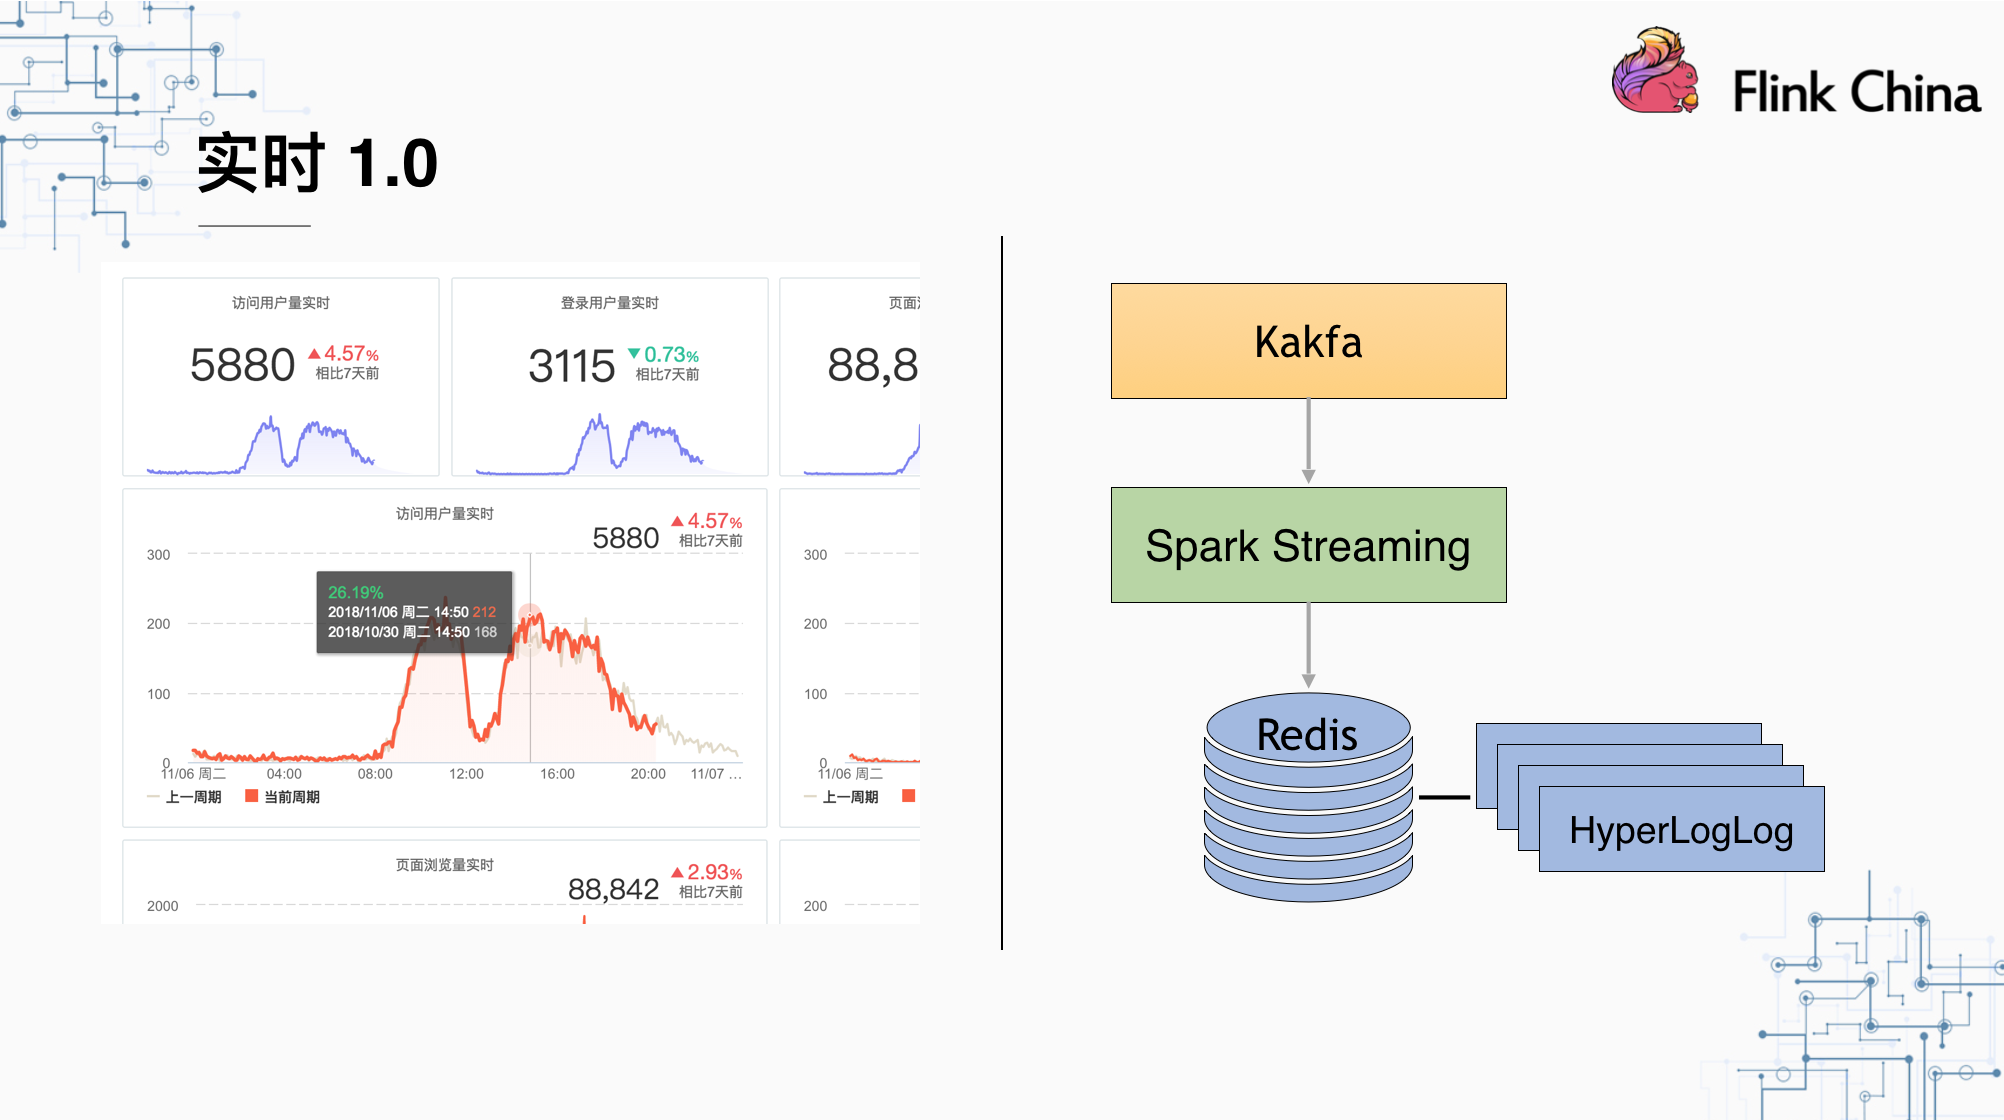 Flink China
实时 1.0
访问用户量实时
5880 ▲4.57%
相比7天前
登录用户量实时
3115 ▼0.73%
相比7天前
88,8
访问用户量实时
5880 ▲4.57%
相比7天前
300
200
100
0
26.19%
2018/11/06 周二 14:50 212
2018/10/30 周二 14:50 168
11/06 周二 04:00 08:00 12:00 16:00 20:00 11/07 ...
上一周期 当前周期
300
200
100
0
11/06 周二
上一周期
页面浏览量实时
88,842 ▲2.93%
相比7天前
2000
200
Kakfa
Spark Streaming
Redis
HyperLogLog